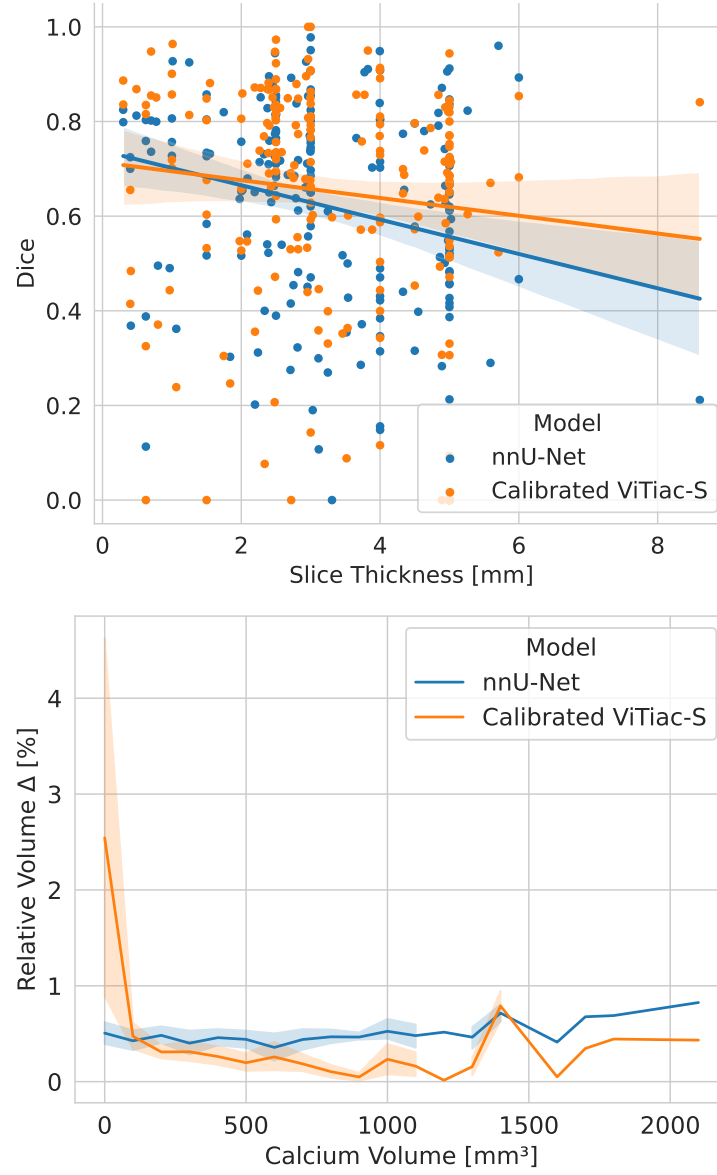 1.0
0.8
0.6
0.4
0.2
0.0
Dice
Model
nnU-Net
Calibrated ViTiac-S
0 2 4 6 8
Slice Thickness [mm]
4
3
2
1
0
Relative Volume Δ [%]
Model
nnU-Net
Calibrated ViTiac-S
0 500 1000 1500 2000
Calcium Volume [mm³]